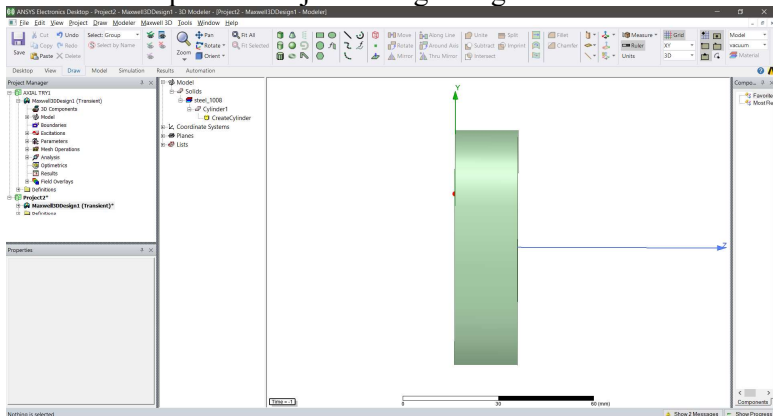 ANSYS Electronics Desktop - Project2 - Maxwell3DDesign1 - 3D Modeler - [Project2 - Maxwell3DDesign1 - Modeler]
File Edit View Project Draw Modeler Maxwell 3D Tools Window Help
Save
Cut Undo
Copy Redo
Paste Delete
Select: Group
Select by Name
Zoom
Pan
Rotate
Orient
Fit All
Fit Selected
Move Along Line
Rotate Around Axis
Mirror Thru Mirror
Unite Split
Subtract Imprint
Intersect
Fillet
Chamfer
Measure Grid
Ruler XY
Units 3D
Model
vacuum
Material
Desktop View Draw Model Simulation Results Automation
Project Manager
AXIAL TRY1
Maxwell3DDesign1 (Transient)
3D Components
Model
Boundaries
Excitations
Parameters
Mesh Operations
Analysis
Optimetrics
Results
Field Overlays
Definitions
Project2*
Maxwell3DDesign1 (Transient)*
Definitions
Properties
Model
Solids
steel_1008
Cylinder1
CreateCylinder
Coordinate Systems
Planes
Lists
Y
Z
Time = -1
0 30 60 (mm)
Compo...
Favorite
Most Re
Components
Nothing is selected
Show 2 Messages Show Progress